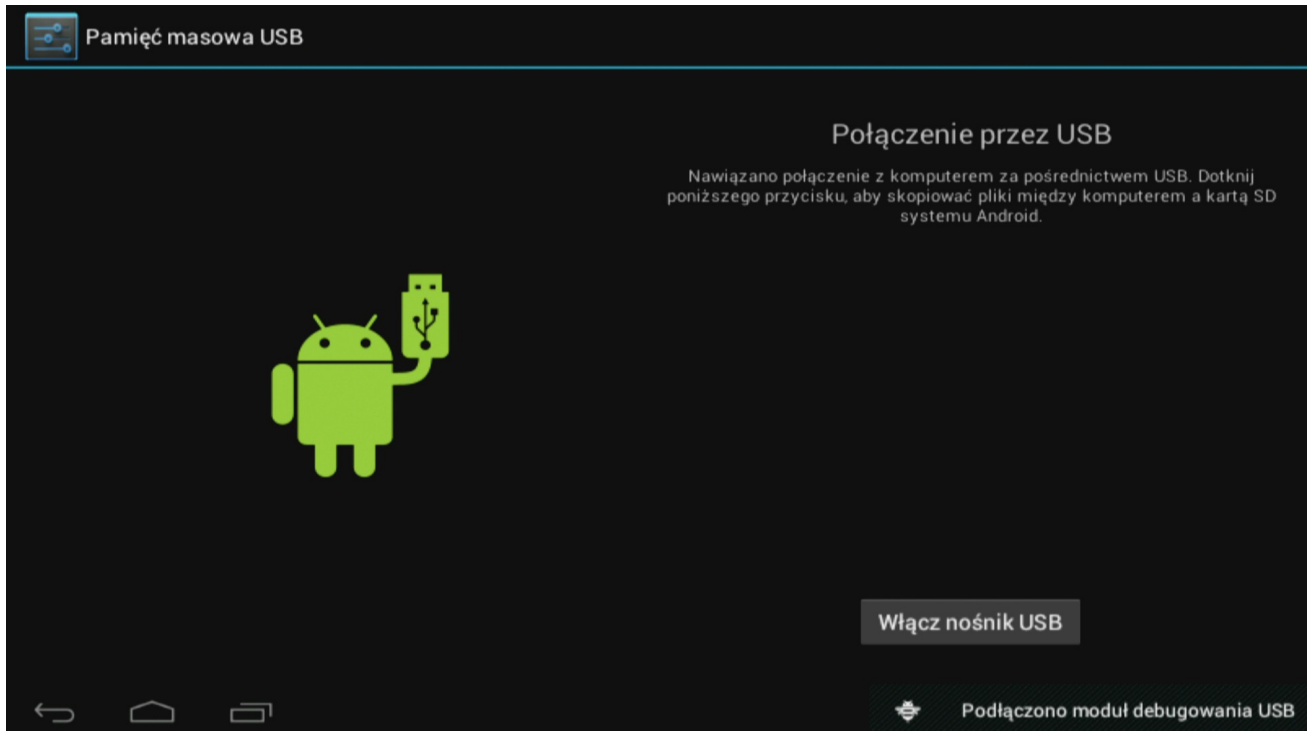 Pamięć masowa USB
Połączenie przez USB
Nawiązano połączenie z komputerem za pośrednictwem USB. Dotknij
poniższego przycisku, aby skopiować pliki między komputerem a kartą SD
systemu Android.
Włącz nośnik USB
Podłączono moduł debugowania USB